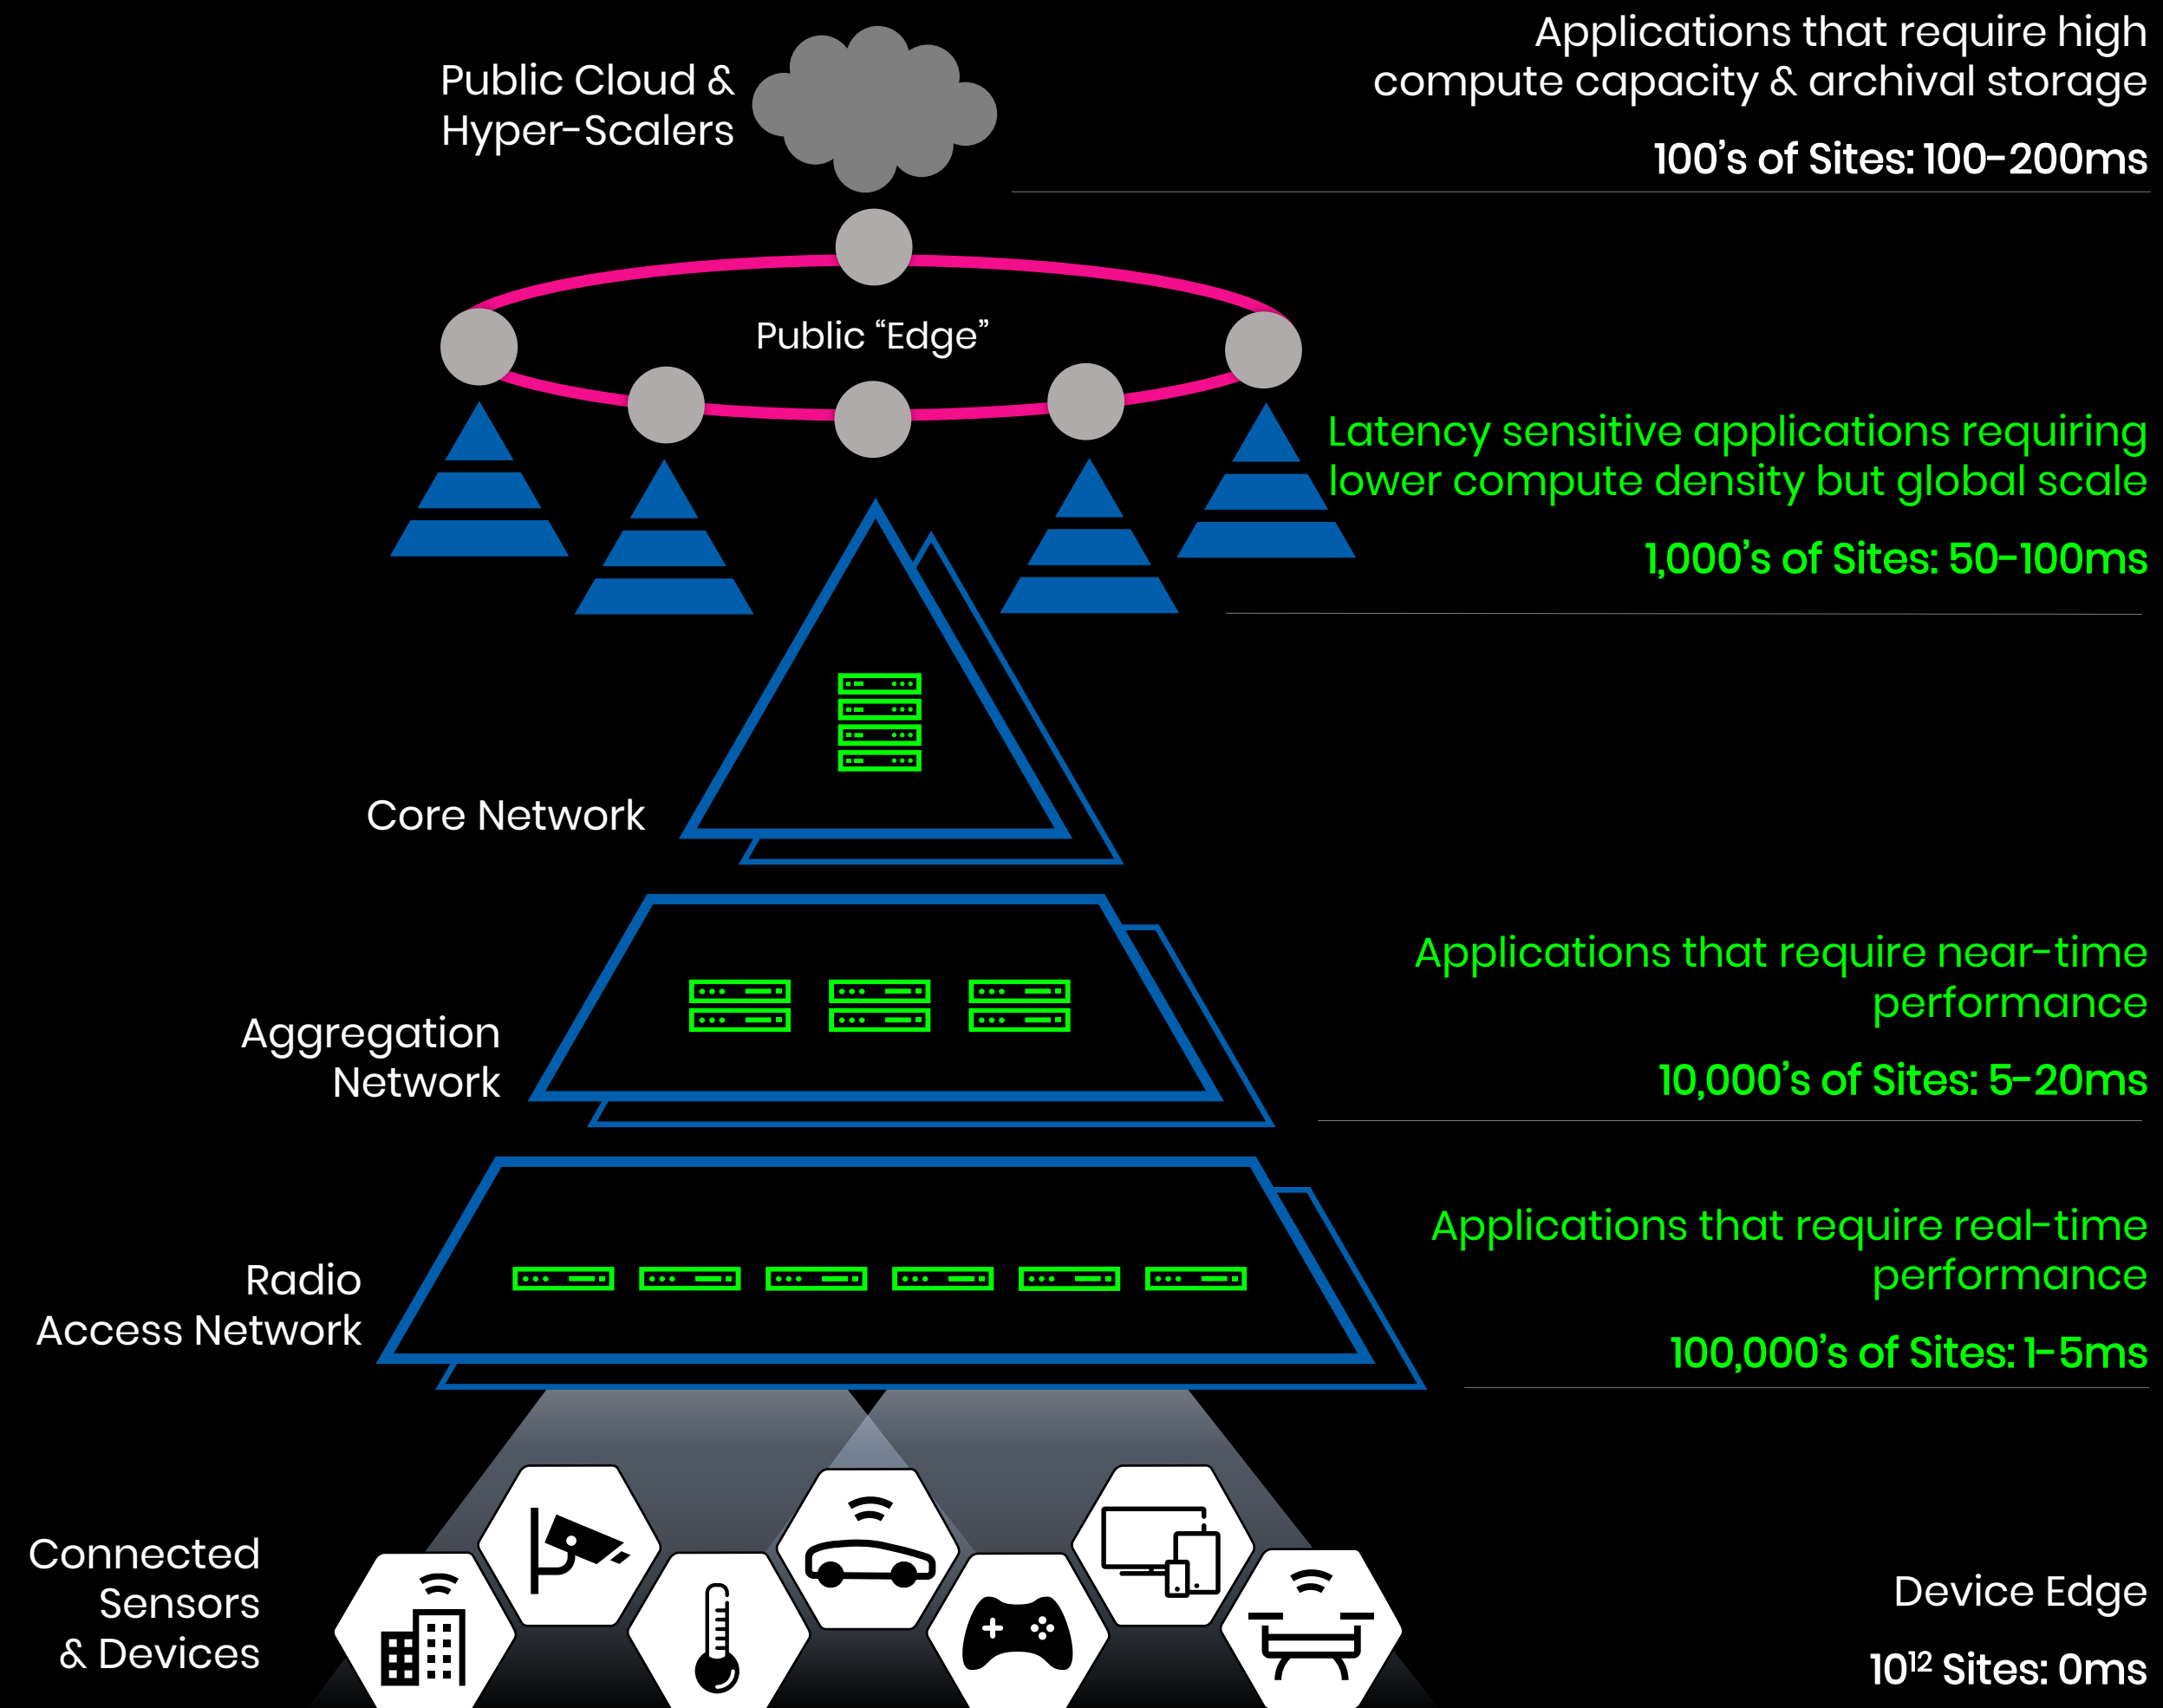 Public Cloud &
Hyper-Scalers
Applications that require high
compute capacity & archival storage
100’s of Sites: 100-200ms
Public “Edge”
Latency sensitive applications requiring
lower compute density but global scale
1,000’s of Sites: 50-100ms
Core Network
Aggregation
Network
Applications that require near-time
performance
10,000’s of Sites: 5-20ms
Radio
Access Network
Applications that require real-time
performance
100,000’s of Sites: 1-5ms
Connected
Sensors
& Devices
Device Edge
10¹² Sites: 0ms